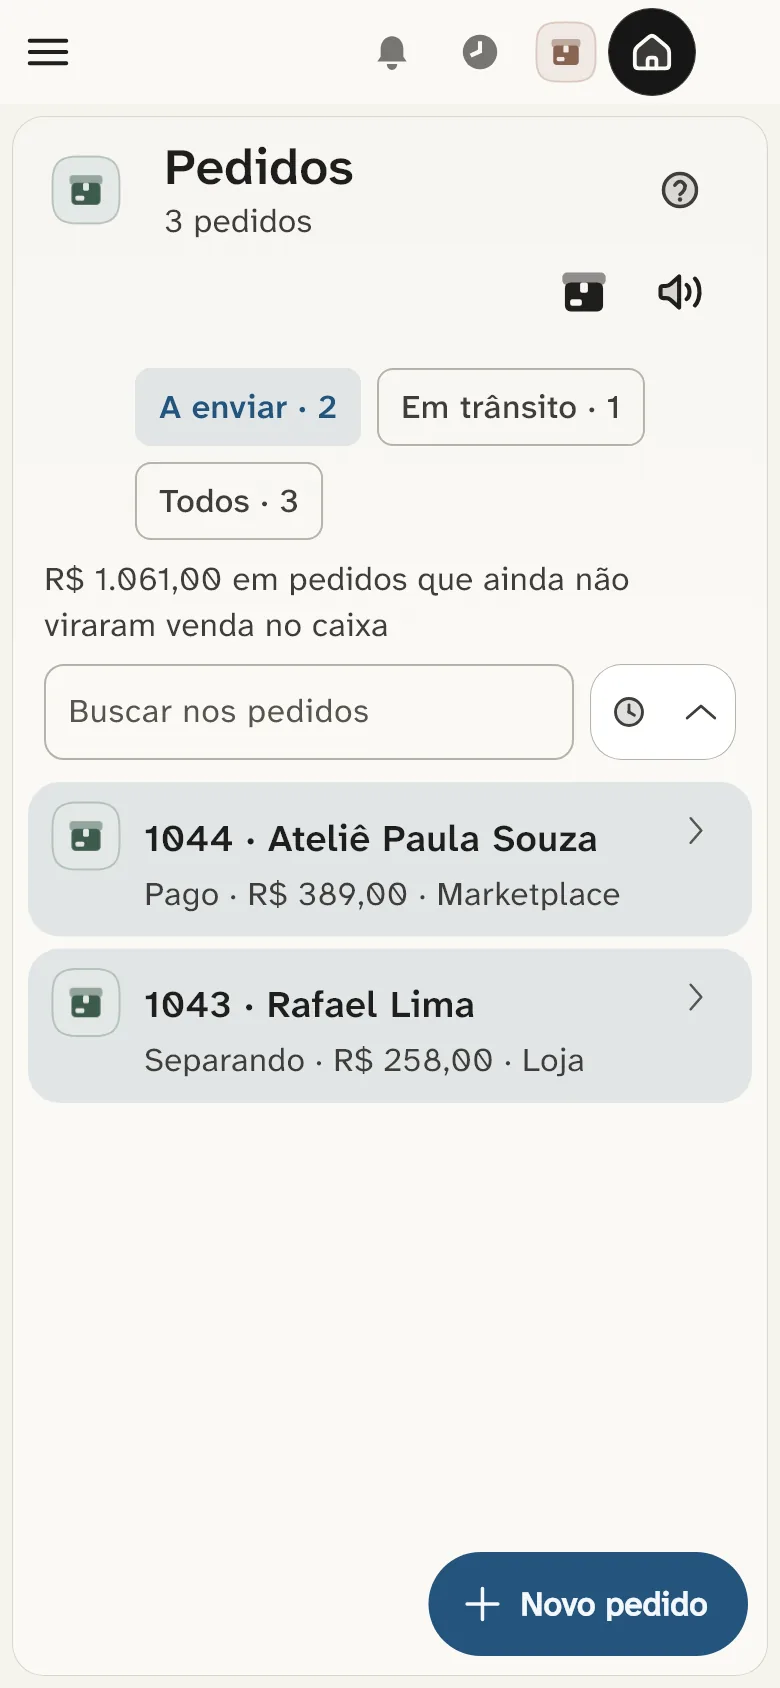 Pedidos
3 pedidos
A enviar · 2
Em trânsito · 1
Todos · 3
R$ 1.061,00 em pedidos que ainda não
viraram venda no caixa
Buscar nos pedidos
1044 · Ateliê Paula Souza
Pago · R$ 389,00 · Marketplace
1043 · Rafael Lima
Separando · R$ 258,00 · Loja
Novo pedido